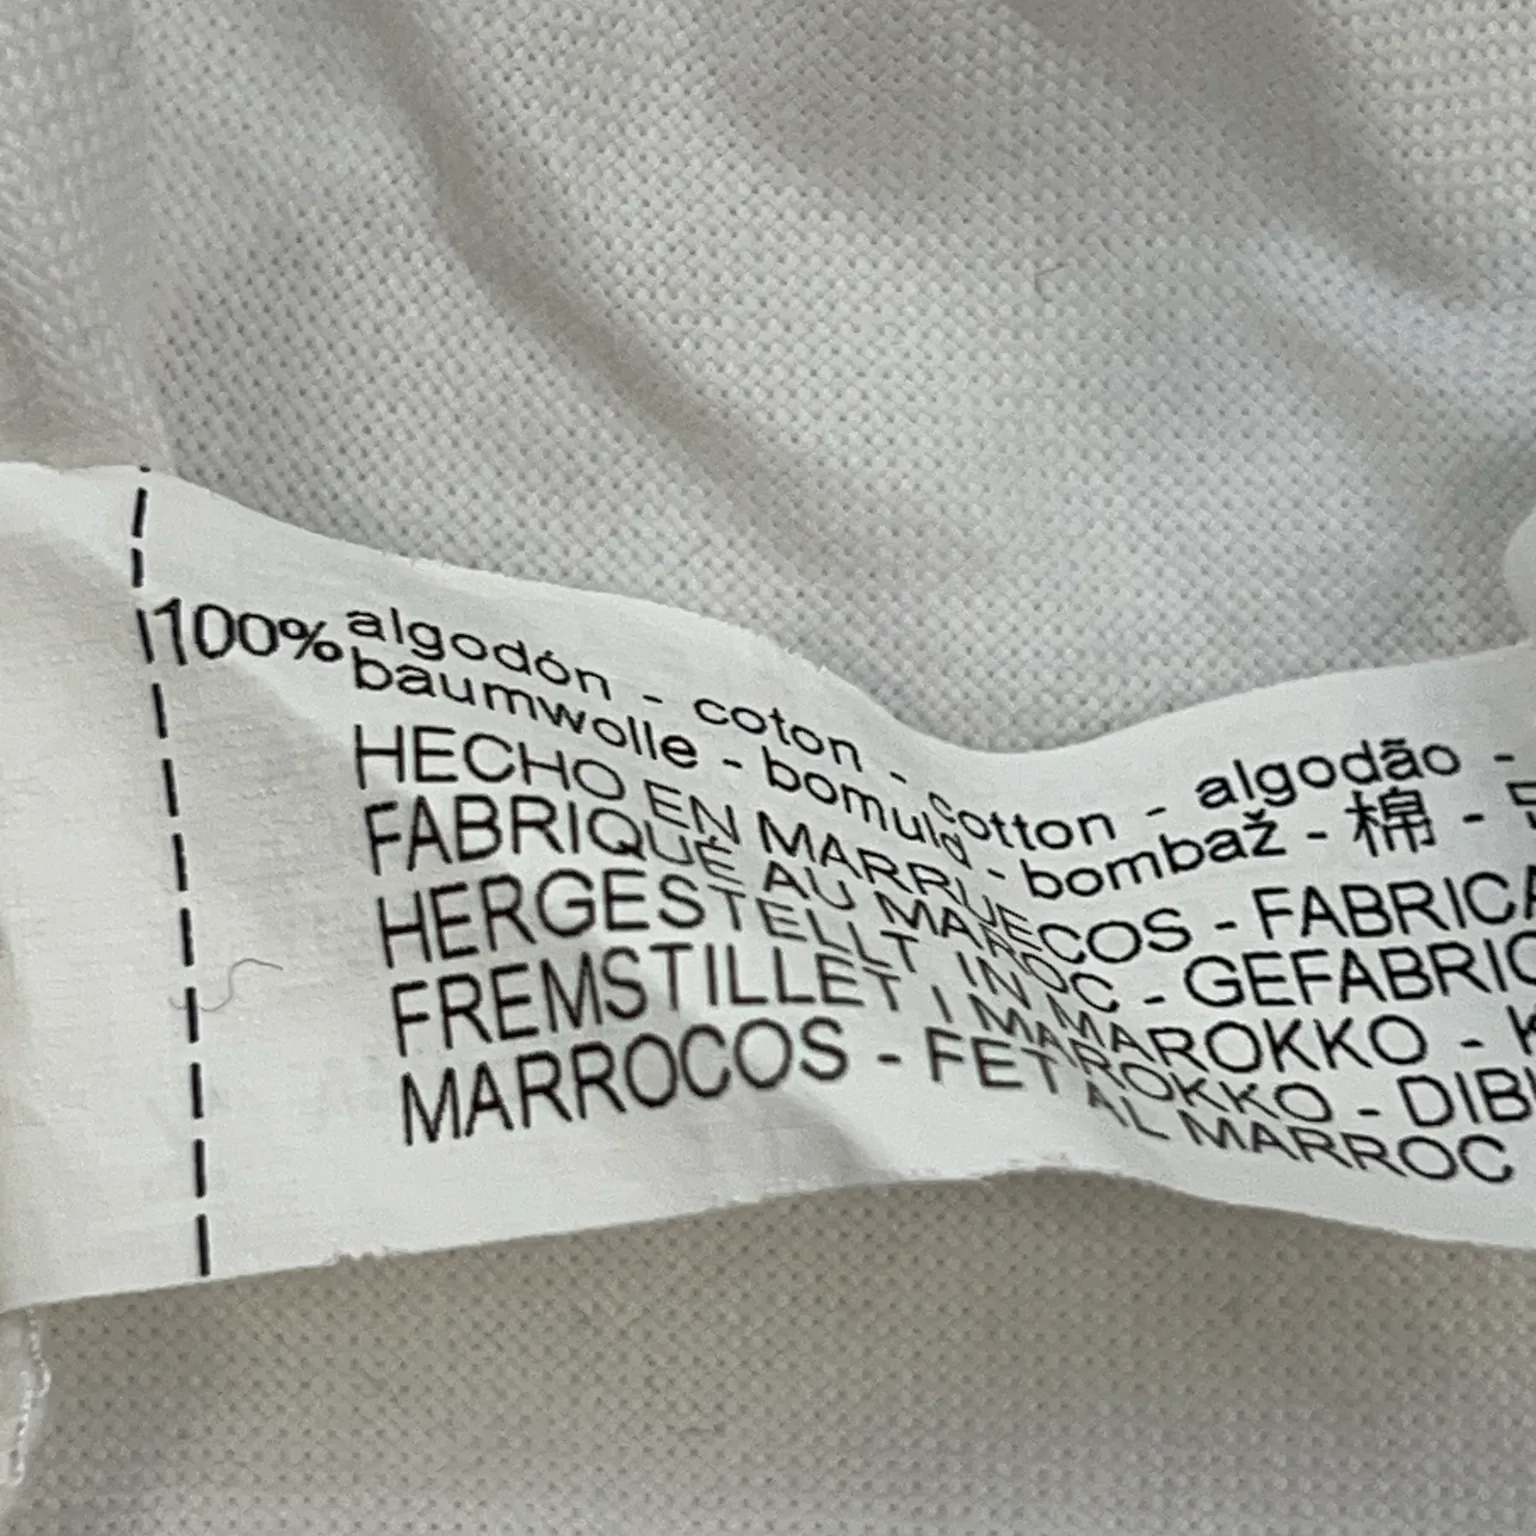 100% algodón - coton - cotton - algodão -
baumwolle - bomuld - bombaž - 棉 -
HECHO EN MARRUECOS - FABRICA
FABRIQUÉ AU MAROC - GEFABRIC
HERGESTELLT IN MAROKKO -
FREMSTILLET I MAROKKO - DIB
MARROCOS - FET AL MARROC